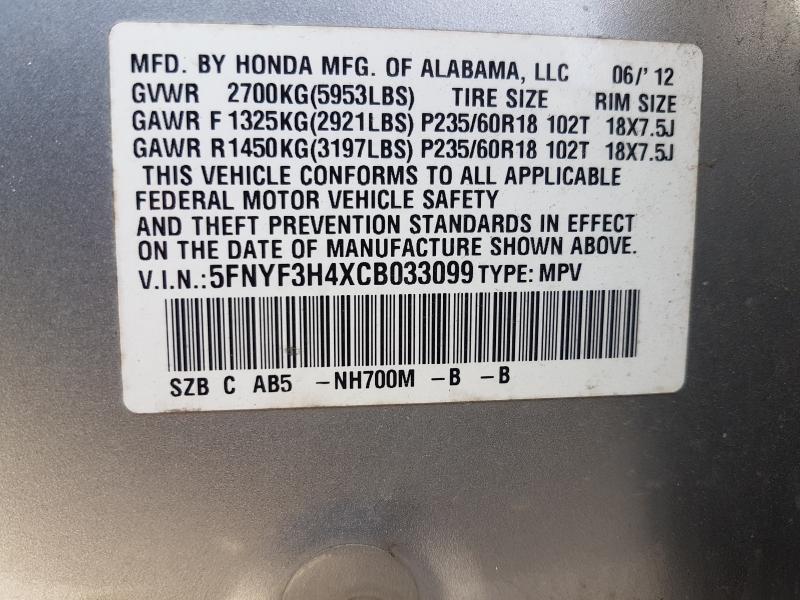 MFD. BY HONDA MFG. OF ALABAMA, LLC 06/'12
GVWR 2700KG(5953LBS) TIRE SIZE RIM SIZE
GAWR F 1325KG(2921LBS) P235/60R18 102T 18X7.5J
GAWR R1450KG(3197LBS) P235/60R18 102T 18X7.5J
THIS VEHICLE CONFORMS TO ALL APPLICABLE
FEDERAL MOTOR VEHICLE SAFETY
AND THEFT PREVENTION STANDARDS IN EFFECT
ON THE DATE OF MANUFACTURE SHOWN ABOVE.
V.I.N.:5FNYF3H4XCB033099 TYPE: MPV
SZB C AB5 -NH700M -B -B